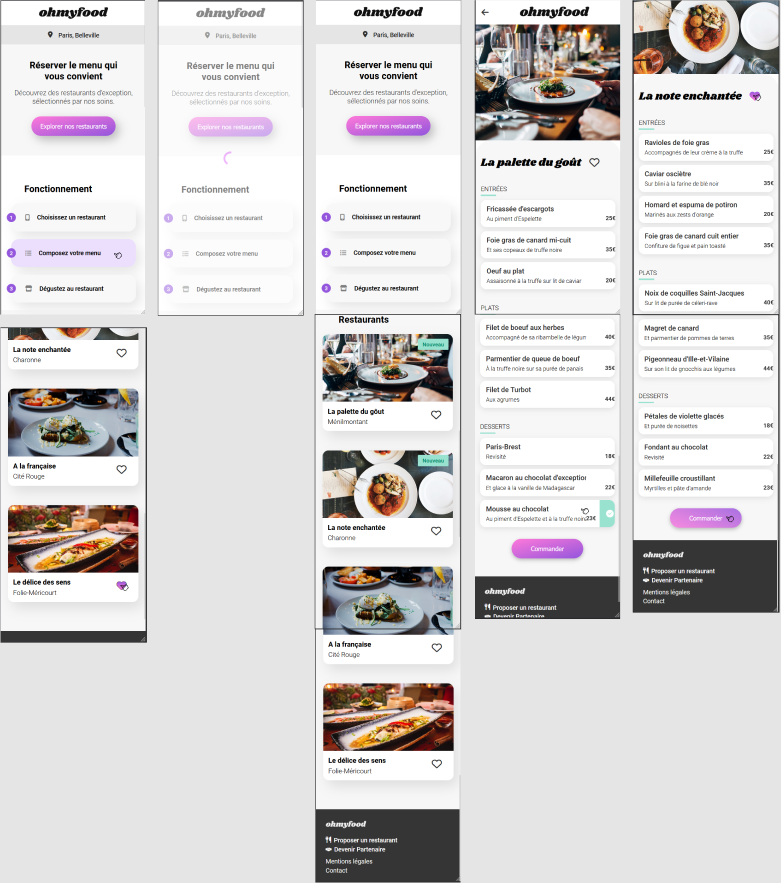 ohmyfood
Paris, Belleville
Réserver le menu qui
vous convient
Découvrez des restaurants d'exception,
sélectionnés par nos soins.
Explorer nos restaurants
Fonctionnement
1 Choisissez un restaurant
2 Composez votre menu
3 Dégustez au restaurant
La note enchantée
Charonne
A la française
Cité Rouge
Le délice des sens
Folie-Méricourt
ohmyfood
Paris, Belleville
Réserver le menu qui
vous convient
Découvrez des restaurants d'exception,
sélectionnés par nos soins.
Explorer nos restaurants
Fonctionnement
1 Choisissez un restaurant
2 Composez votre menu
3 Dégustez au restaurant
ohmyfood
Paris, Belleville
Réserver le menu qui
vous convient
Découvrez des restaurants d'exception,
sélectionnés par nos soins.
Explorer nos restaurants
Fonctionnement
1 Choisissez un restaurant
2 Composez votre menu
3 Dégustez au restaurant
Restaurants
Nouveau
La palette du goût
Ménilmontant
Nouveau
La note enchantée
Charonne
A la française
Cité Rouge
Le délice des sens
Folie-Méricourt
ohmyfood
Proposer un restaurant
Devenir Partenaire
Mentions légales
Contact
ohmyfood
La palette du goût
ENTRÉES
Fricassée d'escargots
Au piment d'Espelette 25€
Foie gras de canard mi-cuit
Et ses copeaux de truffe noire 35€
Oeuf au plat
Assaisonné à la truffe sur lit de caviar 20€
PLATS
Filet de boeuf aux herbes
Accompagné de sa ribambelle de légun 40€
Parmentier de queue de boeuf
À la truffe noire sur sa purée de panais 35€
Filet de Turbot
Aux agrumes 44€
DESSERTS
Paris-Brest
Revisité 18€
Macaron au chocolat d'exception
Et glacé à la vanille de Madagascar 22€
Mousse au chocolat
Au piment d'Espelette et à la truffe noire 23€
Commander
ohmyfood
Proposer un restaurant
Devenir Partenaire
La note enchantée
ENTRÉES
Ravioles de foie gras
Accompagnés de leur crème à la truffe 25€
Caviar osciètre
Sur blini à la farine de blé noir 35€
Homard et espuma de potiron
Marinés aux zests d'orange 20€
Foie gras de canard cuit entier
Confiture de figue et pain toasté 35€
PLATS
Noix de coquilles Saint-Jacques
Sur lit de purée de céleri-rave 40€
Magret de canard
Et parmentier de pommes de terres 35€
Pigeonneau d'Ille-et-Vilaine
Sur son lit de gnocchis aux légumes 44€
DESSERTS
Pétales de violette glacés
Et purée de noisettes 18€
Fondant au chocolat
Revisité 22€
Millefeuille croustillant
Myrtilles et pâte d'amande 23€
Commander
ohmyfood
Proposer un restaurant
Devenir Partenaire
Mentions légales
Contact